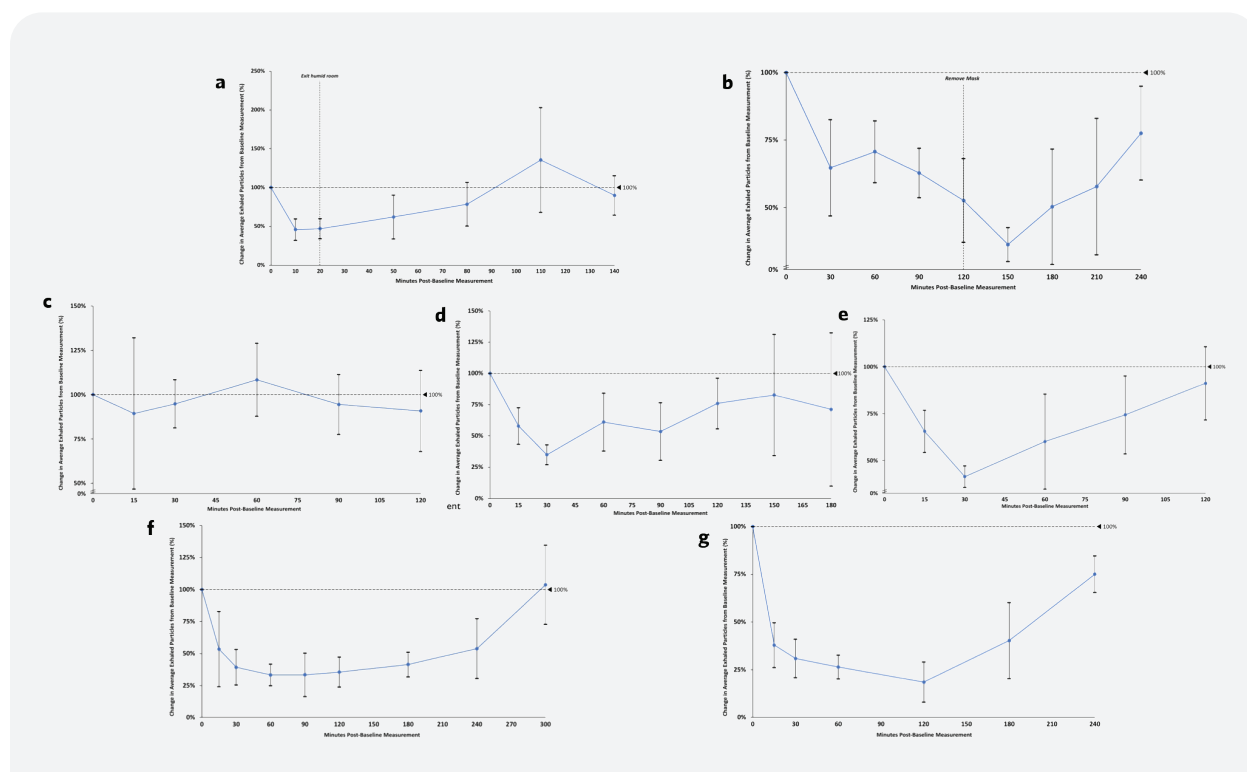 a
Change in Average Exhaled Particles from Baseline Measurement (%)
250%
200%
150%
100%
50%
0%
Exit humid room
100%
0 10 20 30 40 50 60 70 80 90 100 110 120 130 140
Minutes Post-Baseline Measurement
b
Change in Average Exhaled Particles from Baseline Measurement (%)
100%
75%
50%
0%
Remove Mask
100%
0 30 60 90 120 150 180 210 240
Minutes Post-Baseline Measurement
c
Change in Average Exhaled Particles from Baseline Measurement (%)
150%
125%
100%
75%
50%
0%
100%
0 15 30 45 60 75 90 105 120
Minutes Post-Baseline Measurement
d
Change in Average Exhaled Particles from Baseline Measurement (%)
150%
125%
100%
75%
50%
25%
0%
100%
0 15 30 45 60 75 90 120 135 150 165 180
Minutes Post-Baseline Measurement
ent
e
Change in Average Exhaled Particles from Baseline Measurement (%)
125%
100%
75%
50%
0%
100%
0 15 30 45 60 75 90 105 120
Minutes Post-Baseline Measurement
f
Change in Average Exhaled Particles from Baseline Measurement (%)
150%
125%
100%
75%
50%
25%
0%
100%
0 30 60 90 120 150 180 210 240 270 300
Minutes Post-Baseline Measurement
g
Change in Average Exhaled Particles from Baseline Measurement (%)
100%
75%
50%
25%
0%
100%
0 30 60 90 120 150 180 210 240
Minutes Post-Baseline Measurement